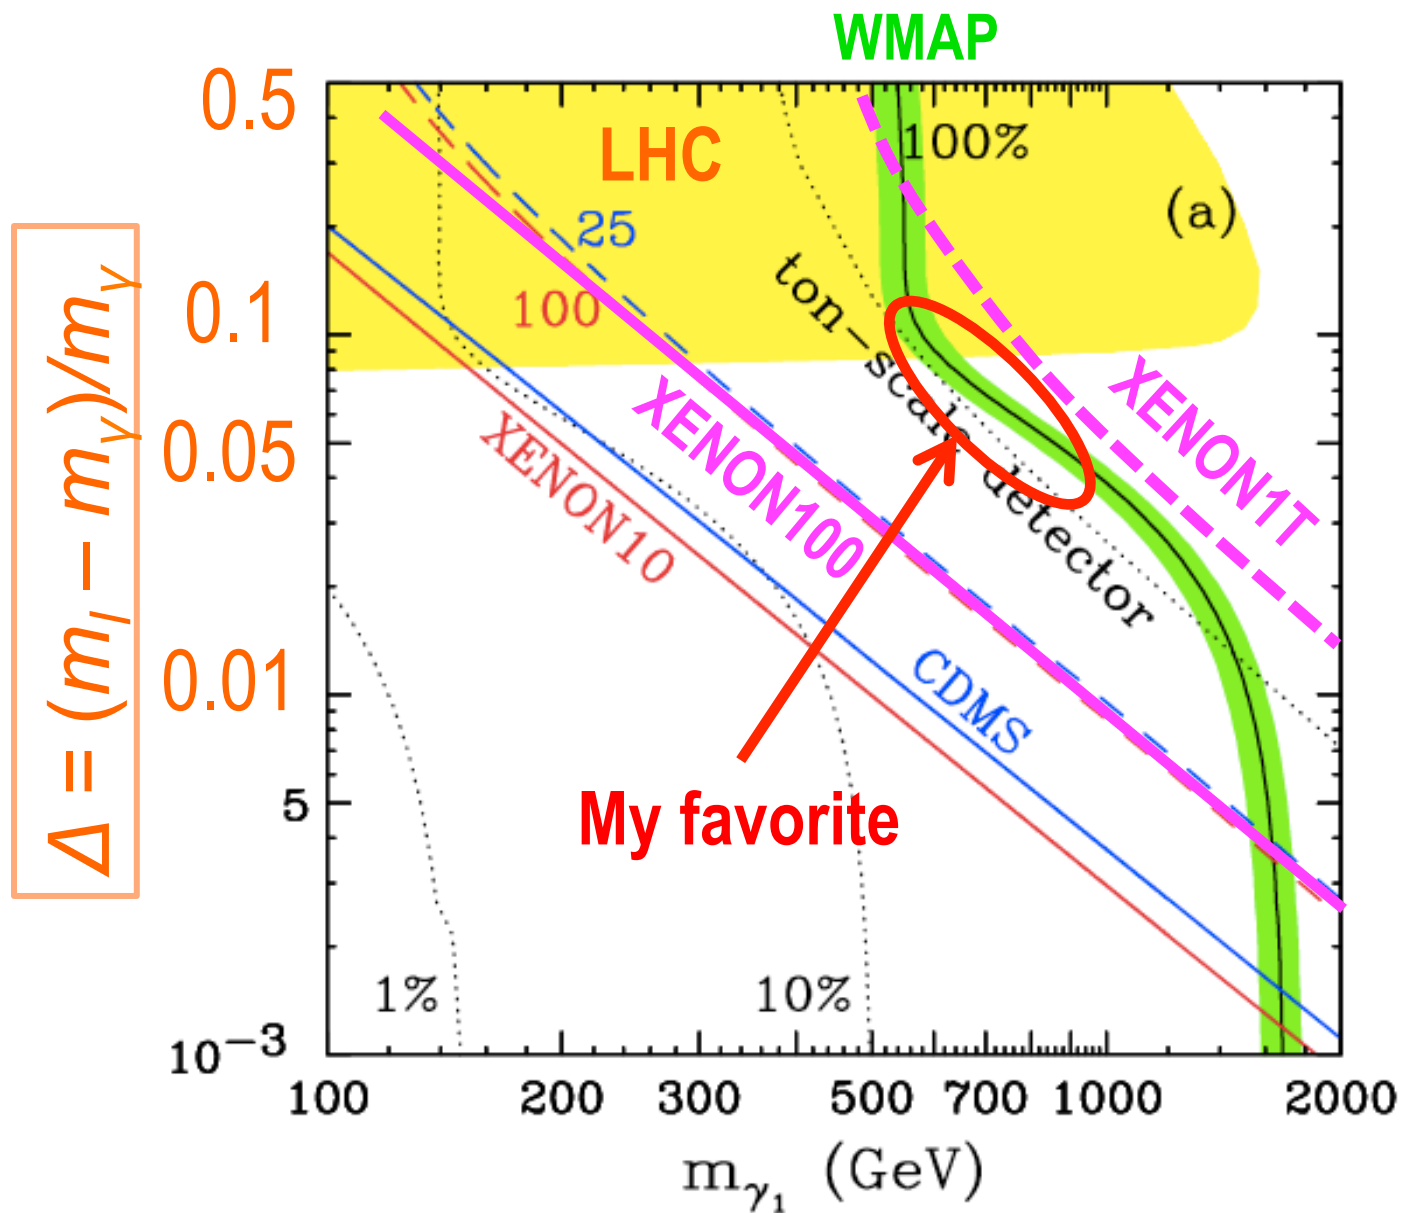 WMAP
0.5
LHC
100%
(a)
25
0.1
100
ton-scale detector
XENON1T
XENON100
0.05
XENON10
Δ = (m_l − m_γ)/m_γ
0.01
CDMS
My favorite
5
1%
10%
10⁻³
100 200 300 500 700 1000 2000
m_γ₁ (GeV)